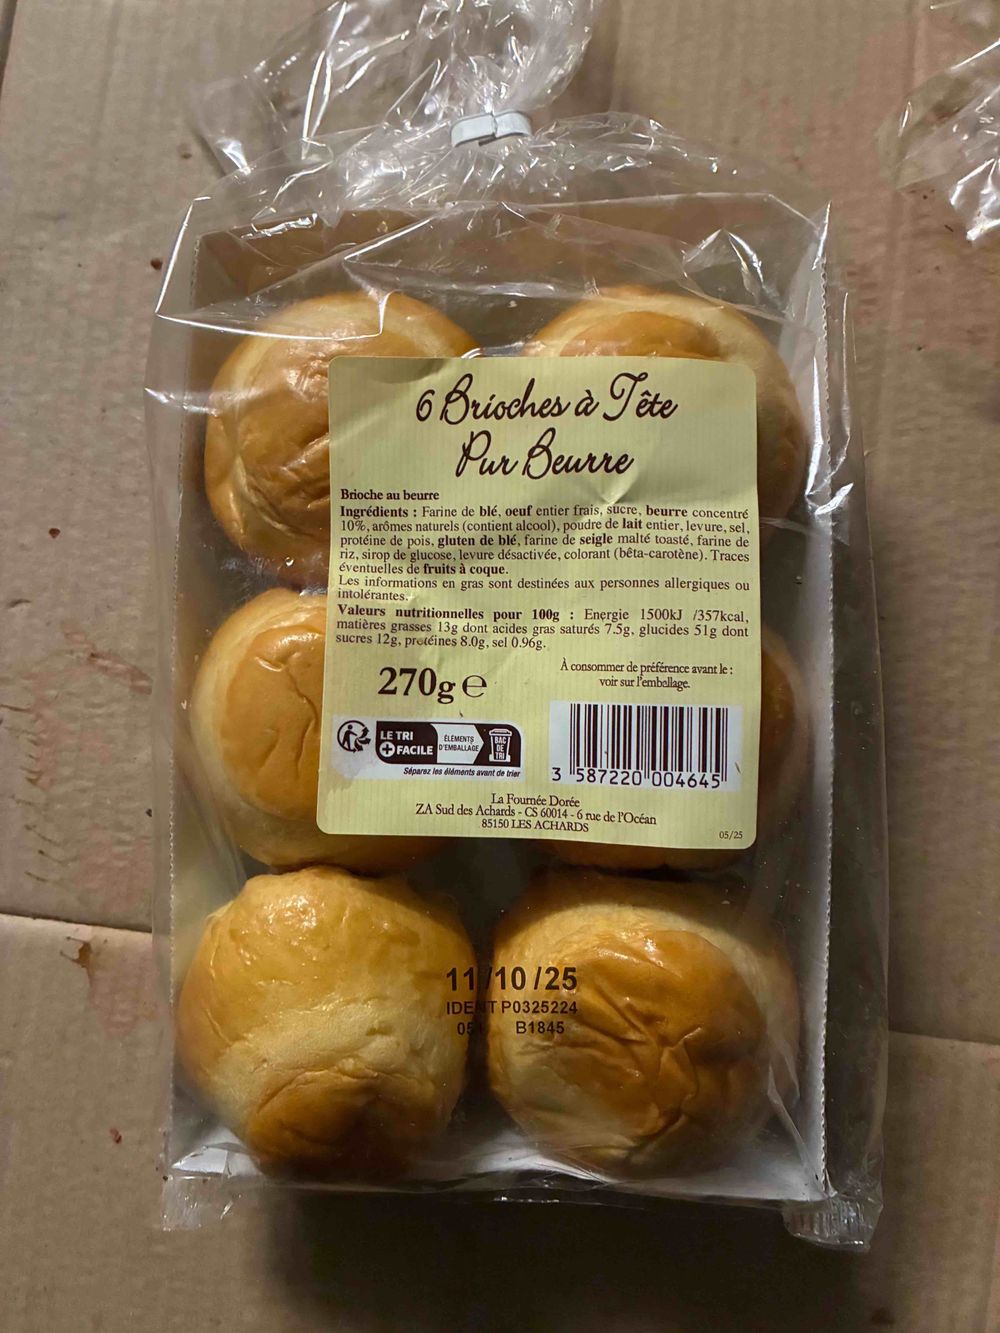 6 Brioches à Tête
Pur Beurre
Brioche au beurre
Ingrédients : Farine de blé, oeuf entier frais, sucre, beurre concentré
10%, arômes naturels (contient alcool), poudre de lait entier, levure, sel,
protéine de pois, gluten de blé, farine de seigle malté toasté, farine de
riz, sirop de glucose, levure désactivée, colorant (bêta-carotène). Traces
éventuelles de fruits à coque.
Les informations en gras sont destinées aux personnes allergiques ou
intolérantes.
Valeurs nutritionnelles pour 100g : Energie 1500kJ /357kcal,
matières grasses 13g dont acides gras saturés 7.5g, glucides 51g dont
sucres 12g, protéines 8.0g, sel 0.96g.
270g e
À consommer de préférence avant le :
voir sur l'emballage.
LE TRI
+ FACILE
ÉLÉMENTS
D'EMBALLAGE
BAC
DE
TRI
Séparez les éléments avant de trier
3 587220 004645
La Fournée Dorée
ZA Sud des Achards - CS 60014 - 6 rue de l'Océan
85150 LES ACHARDS
05/25
11/10/25
IDENT P0325224
B1845